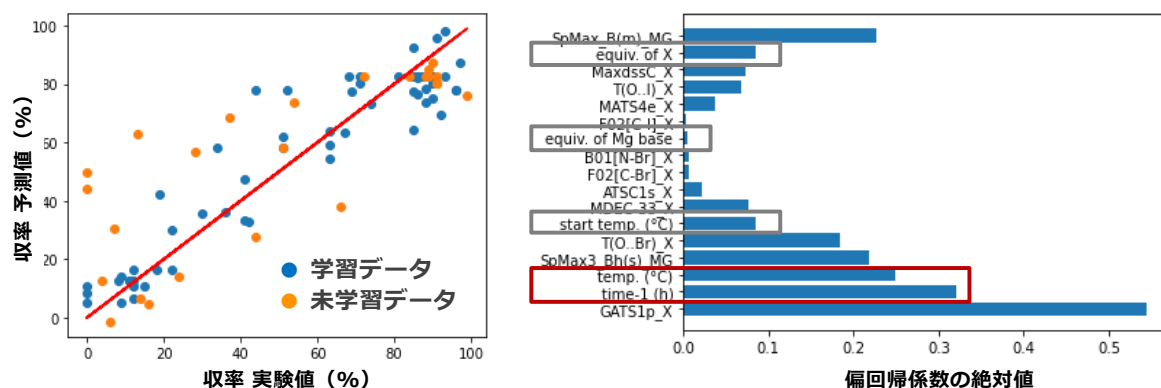 100
80
60
40
20
0
収率 予測値（%）
学習データ
未学習データ
0
20
40
60
80
100
収率 実験値（%）
SpMax_B(m)_MG
equiv. of X
MaxdssC_X
T(O..I)_X
MATS4e_X
F02[C-I]_X
equiv. of Mg base
B01[N-Br]_X
F02[C-Br]_X
ATSC1s_X
MDEC-33_X
start temp. (°C)
T(O..Br)_X
SpMax3_Bh(s)_MG
temp. (°C)
time-1 (h)
GATS1p_X
0.0
0.1
0.2
0.3
0.4
0.5
偏回帰係数の絶対値